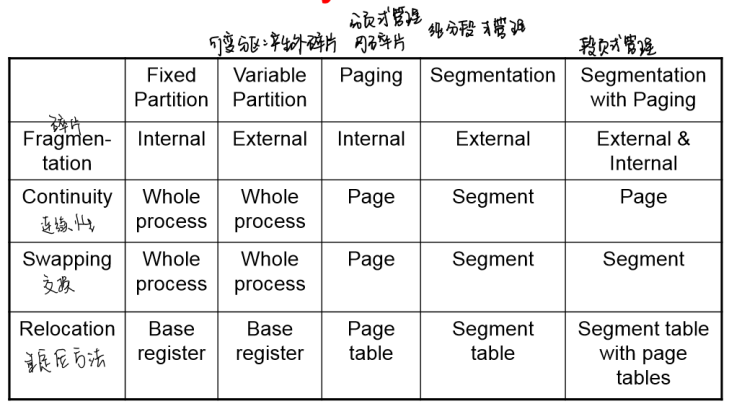 分页式管理
可变分区:产生外碎片 内碎片 分段式管理
段页式管理
Fixed Partition Variable Partition Paging Segmentation Segmentation with Paging
碎片
Fragmen-tation Internal External Internal External External & Internal
Continuity Whole process Whole process Page Segment Page
连续性
Swapping Whole process Whole process Page Segment Segment
交换
Relocation Base register Base register Page table Segment table Segment table with page tables
重定位方法